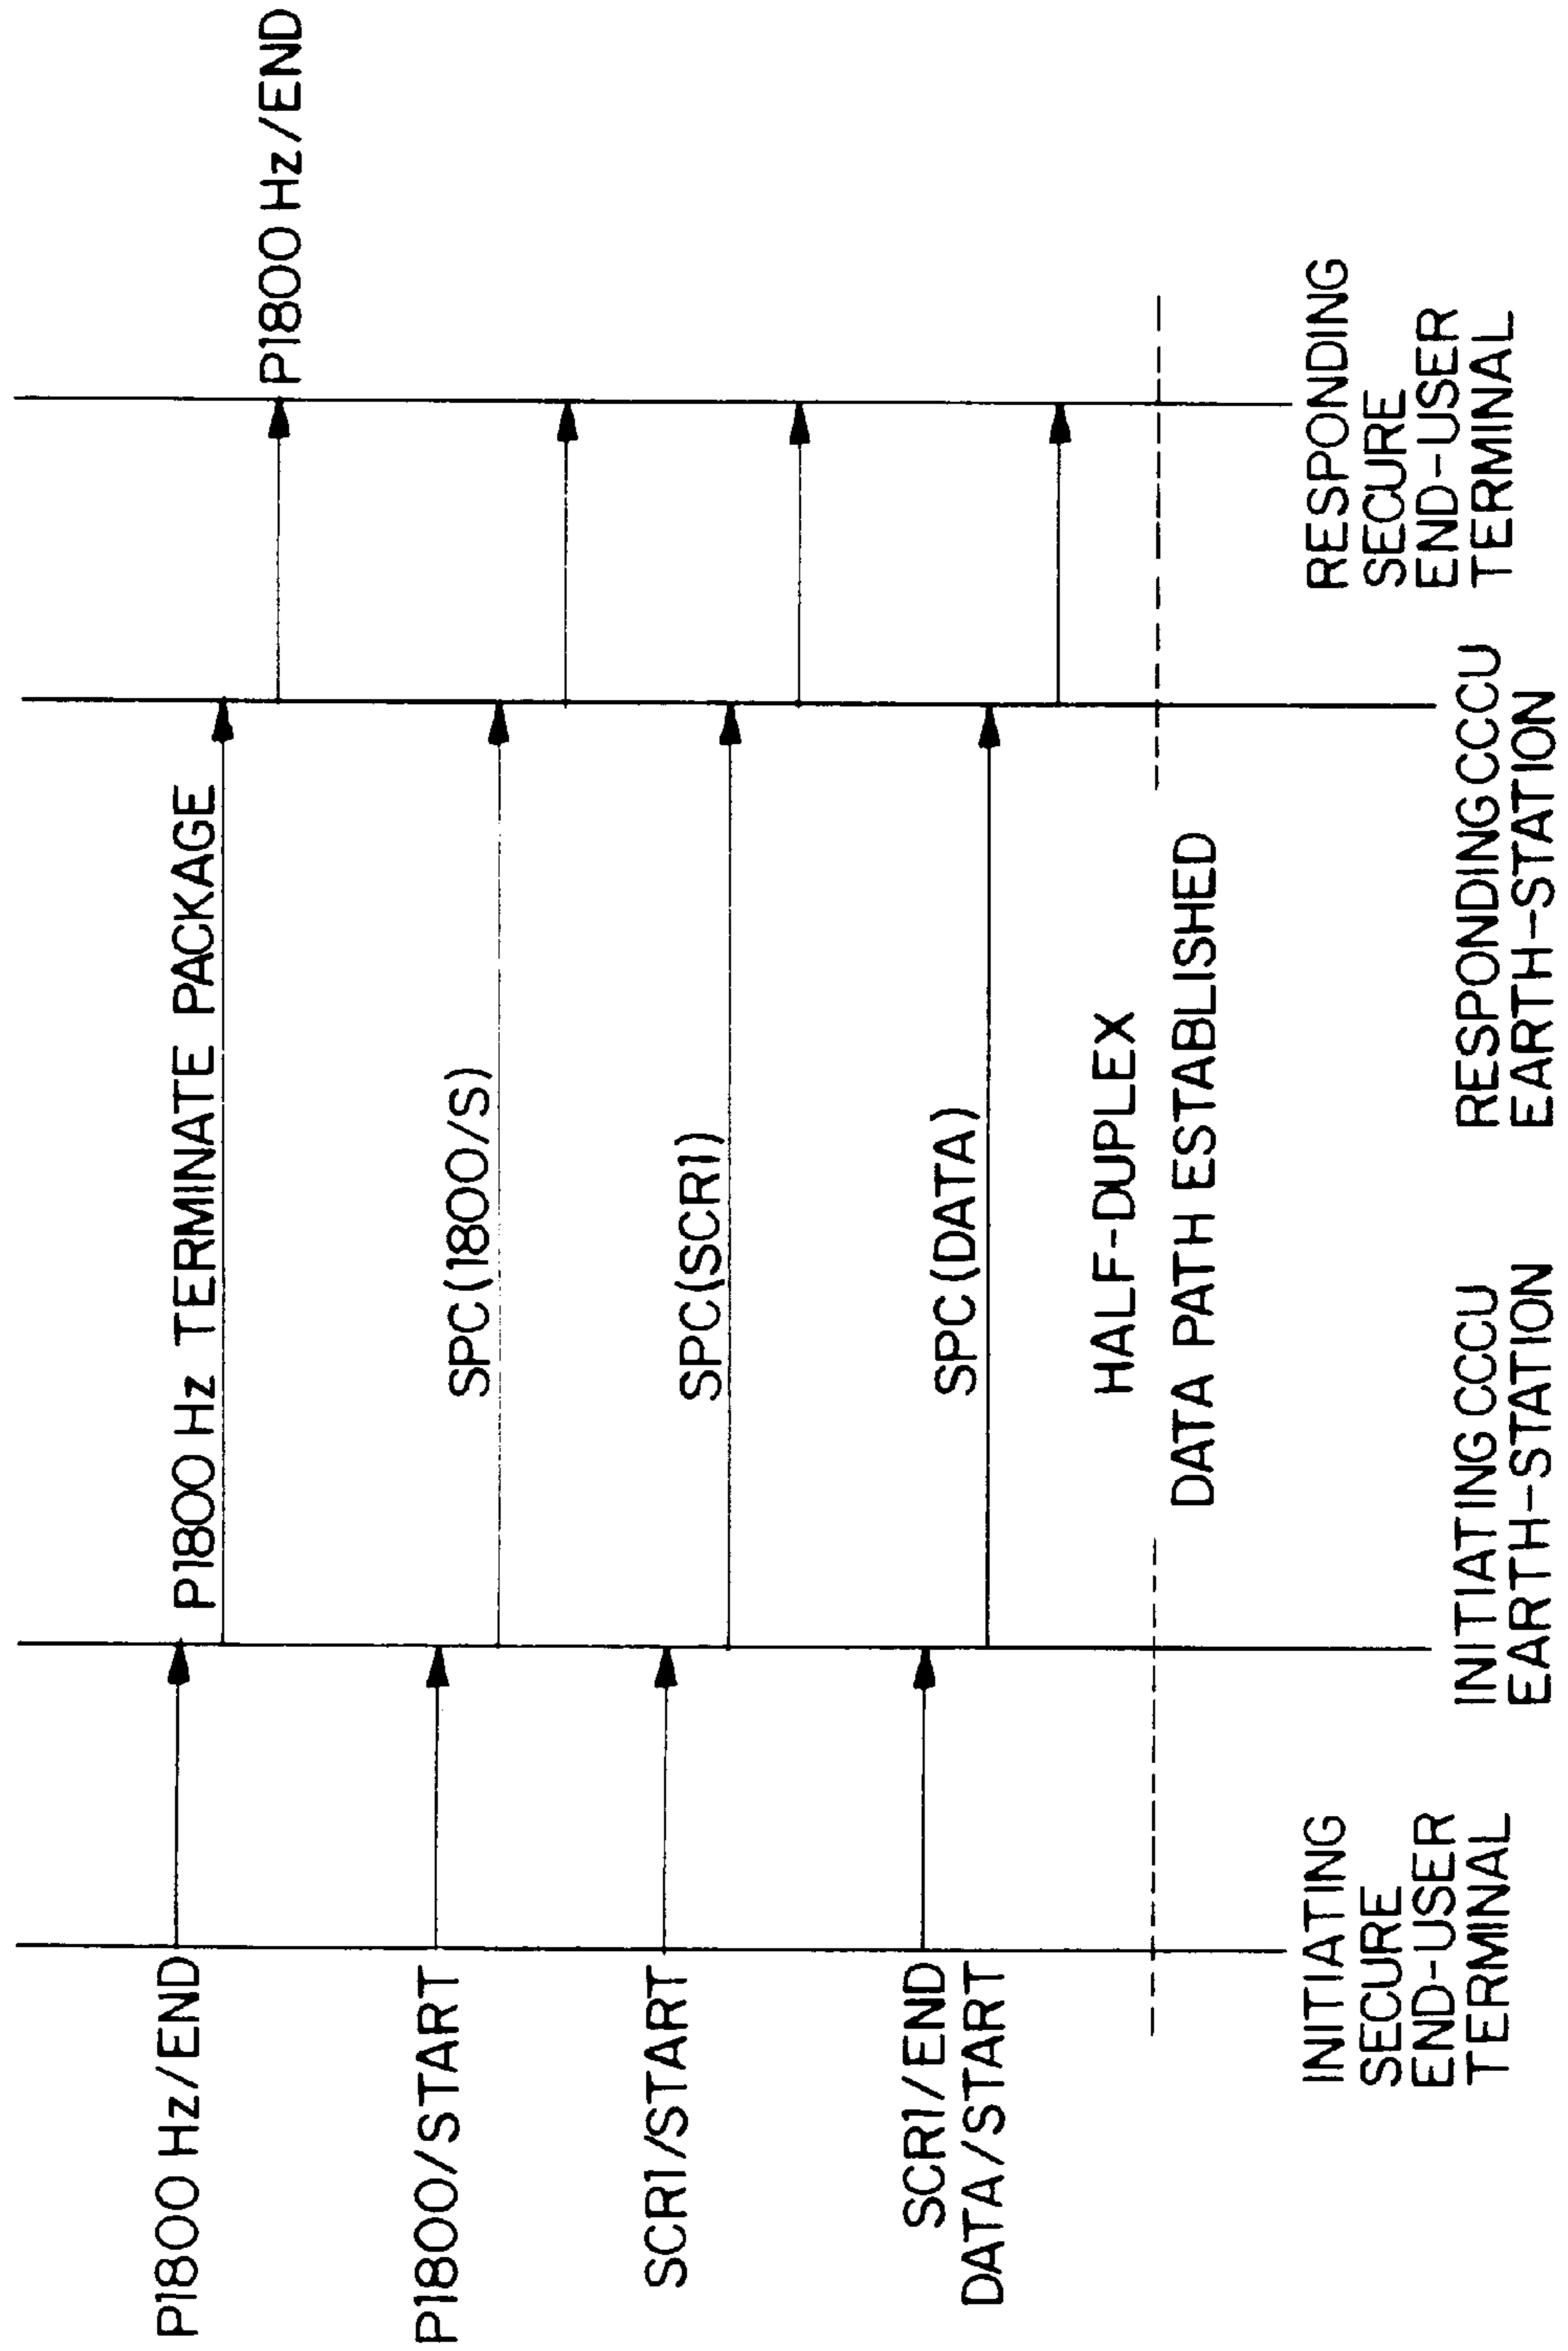 P1800 Hz/END
P1800 Hz TERMINATE PACKAGE
P1800 Hz/END
P1800/START
SPC(1800/S)
SCR1/START
SPC(SCR1)
SCR1/END
DATA/START
SPC(DATA)
HALF-DUPLEX
DATA PATH ESTABLISHED
INITIATING
SECURE
END-USER
TERMINAL
INITIATING CCCU
EARTH-STATION
RESPONDING CCCU
EARTH-STATION
RESPONDING
SECURE
END-USER
TERMINAL